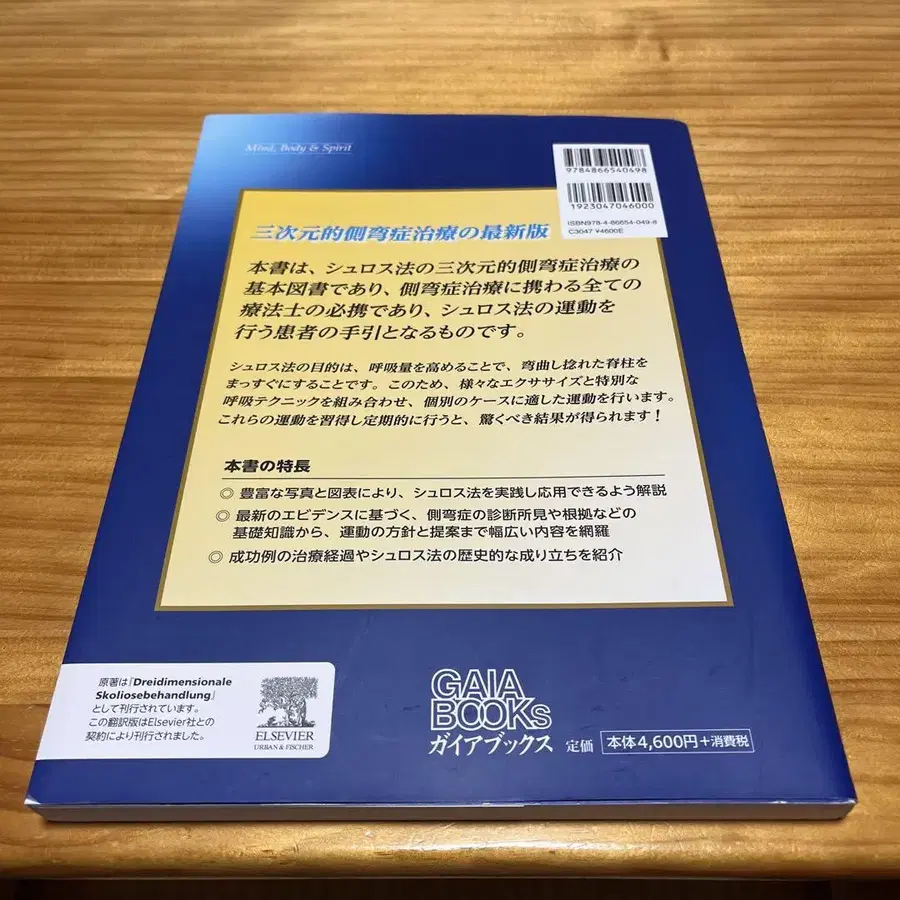 Mind, Body & Spirit
9784866540498
1923047046000
ISBN978-4-86654-049-8
C3047 ¥4600E
三次元的側弯症治療の最新版
本書は、シュロス法の三次元的側弯症治療の
基本図書であり、側弯症治療に携わる全ての
療法士の必携であり、シュロス法の運動を
行う患者の手引となるものです。
シュロス法の目的は、呼吸量を高めることで、弯曲し捻れた脊柱を
まっすぐにすることです。このため、様々なエクササイズと特別な
呼吸テクニックを組み合わせ、個別のケースに適した運動を行います。
これらの運動を習得し定期的に行うと、驚くべき結果が得られます！
本書の特長
◎ 豊富な写真と図表により、シュロス法を実践し応用できるよう解説
◎ 最新のエビデンスに基づく、側弯症の診断所見や根拠などの
基礎知識から、運動の方針と提案まで幅広い内容を網羅
◎ 成功例の治療経過やシュロス法の歴史的な成り立ちを紹介
原著は『Dreidimensionale
Skoliosebehandlung』
として刊行されています。
この翻訳版はElsevier社との
契約により刊行されました。
ELSEVIER
URBAN & FISCHER
GAIA
BOOKs
ガイアブックス
定価 本体4,600円+消費税